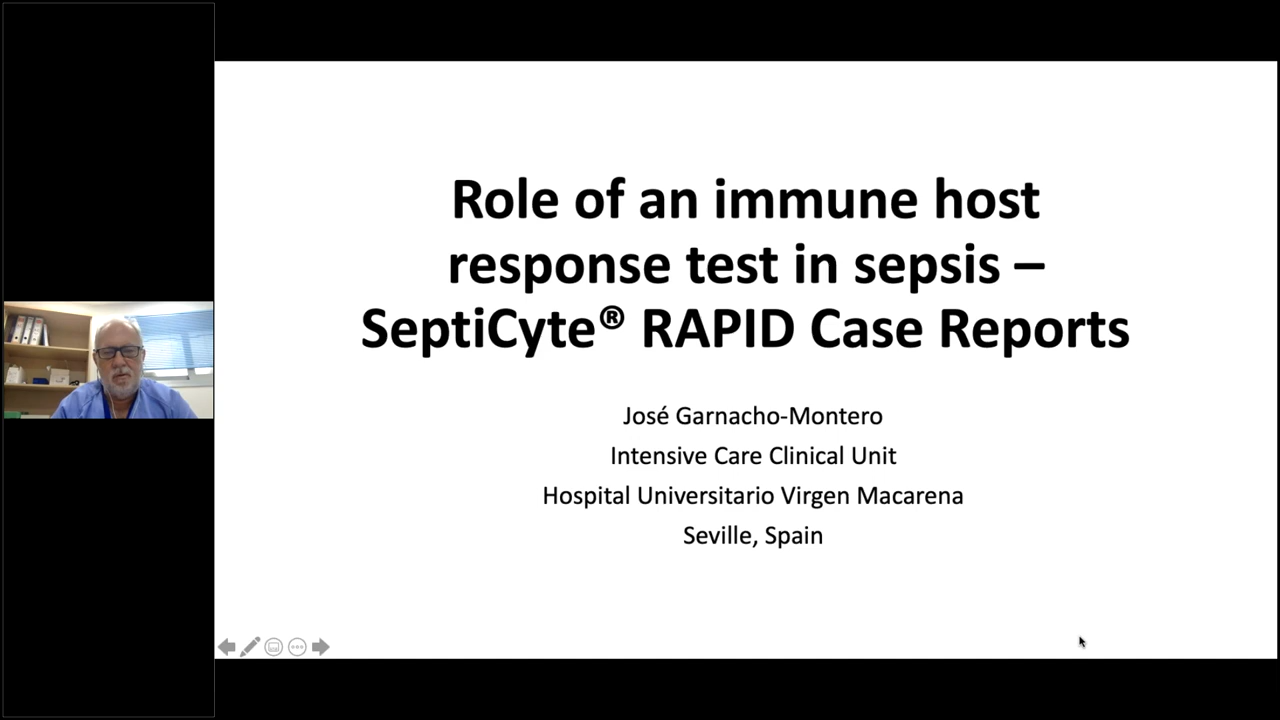 Role of an immune host
response test in sepsis –
SeptiCyte® RAPID Case Reports
José Garnacho-Montero
Intensive Care Clinical Unit
Hospital Universitario Virgen Macarena
Seville, Spain